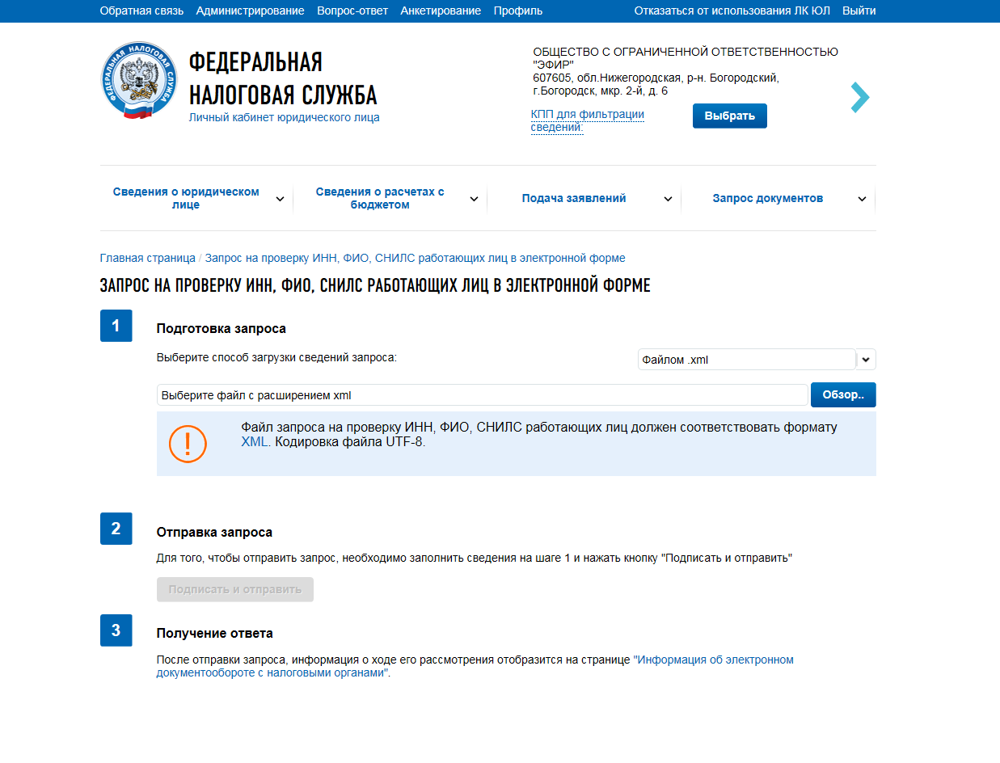 Обратная связь Администрирование Вопрос-ответ Анкетирование Профиль Отказаться от использования ЛК ЮЛ Выйти
ФЕДЕРАЛЬНАЯ НАЛОГОВАЯ СЛУЖБА
ФЕДЕРАЛЬНАЯ
НАЛОГОВАЯ СЛУЖБА
Личный кабинет юридического лица
ОБЩЕСТВО С ОГРАНИЧЕННОЙ ОТВЕТСТВЕННОСТЬЮ
"ЭФИР"
607605, обл.Нижегородская, р-н. Богородский,
г.Богородск, мкр. 2-й, д. 6
КПП для фильтрации
сведений:
Выбрать
Сведения о юридическом
лице
Сведения о расчетах с
бюджетом
Подача заявлений
Запрос документов
Главная страница / Запрос на проверку ИНН, ФИО, СНИЛС работающих лиц в электронной форме
ЗАПРОС НА ПРОВЕРКУ ИНН, ФИО, СНИЛС РАБОТАЮЩИХ ЛИЦ В ЭЛЕКТРОННОЙ ФОРМЕ
1
Подготовка запроса
Выберите способ загрузки сведений запроса:
Файлом .xml
Выберите файл с расширением xml
Обзор..
Файл запроса на проверку ИНН, ФИО, СНИЛС работающих лиц должен соответствовать формату
XML. Кодировка файла UTF-8.
2
Отправка запроса
Для того, чтобы отправить запрос, необходимо заполнить сведения на шаге 1 и нажать кнопку "Подписать и отправить"
Подписать и отправить
3
Получение ответа
После отправки запроса, информация о ходе его рассмотрения отобразится на странице "Информация об электронном
документообороте с налоговыми органами".